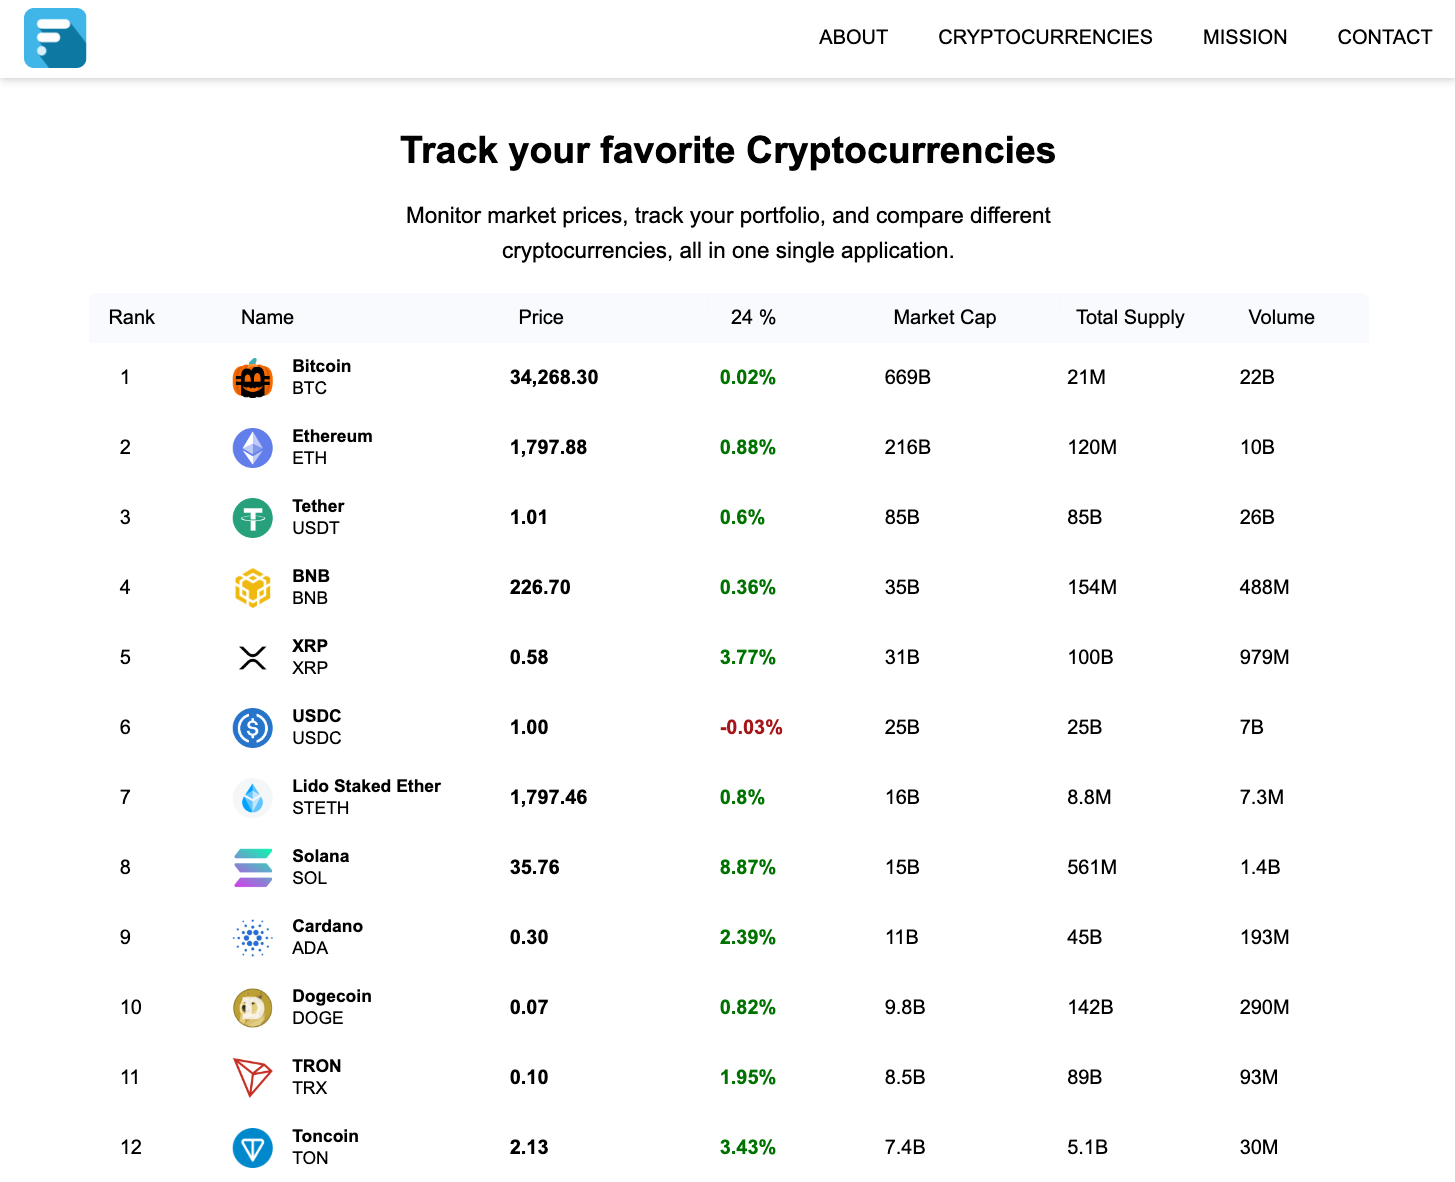 ABOUT CRYPTOCURRENCIES MISSION CONTACT
Track your favorite Cryptocurrencies
Monitor market prices, track your portfolio, and compare different
cryptocurrencies, all in one single application.
Rank Name Price 24 % Market Cap Total Supply Volume
1 Bitcoin 34,268.30 0.02% 669B 21M 22B
BTC
2 Ethereum 1,797.88 0.88% 216B 120M 10B
ETH
3 Tether 1.01 0.6% 85B 85B 26B
USDT
4 BNB 226.70 0.36% 35B 154M 488M
BNB
5 XRP 0.58 3.77% 31B 100B 979M
XRP
6 USDC 1.00 -0.03% 25B 25B 7B
USDC
7 Lido Staked Ether 1,797.46 0.8% 16B 8.8M 7.3M
STETH
8 Solana 35.76 8.87% 15B 561M 1.4B
SOL
9 Cardano 0.30 2.39% 11B 45B 193M
ADA
10 Dogecoin 0.07 0.82% 9.8B 142B 290M
DOGE
11 TRON 0.10 1.95% 8.5B 89B 93M
TRX
12 Toncoin 2.13 3.43% 7.4B 5.1B 30M
TON